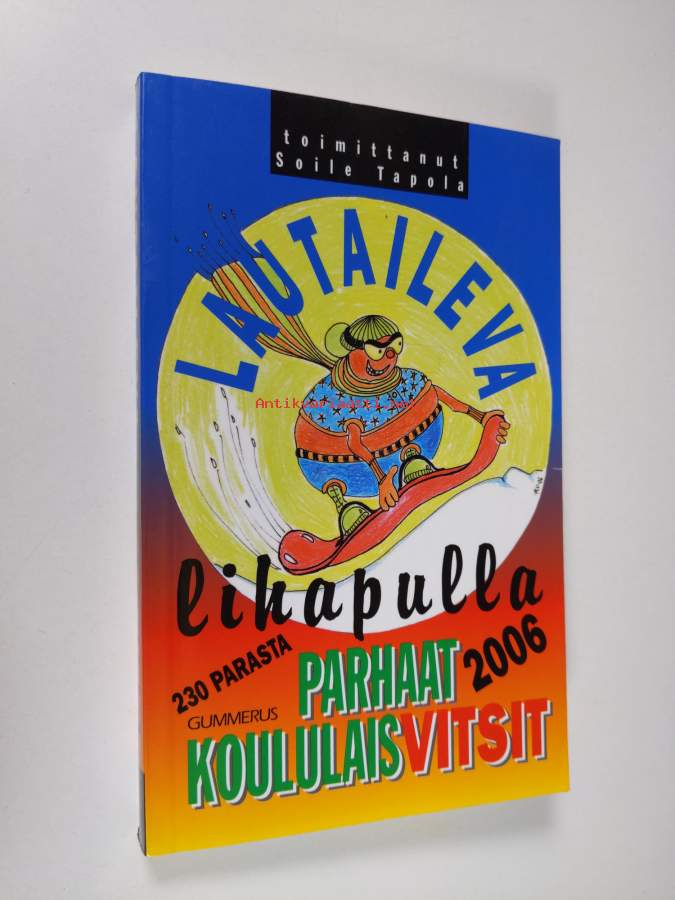 toimittanut
Soile Tapola
LAUTAILEVA
lihapulla
230 PARASTA
PARHAAT
2006
GUMMERUS
KOULULAISVITSIT